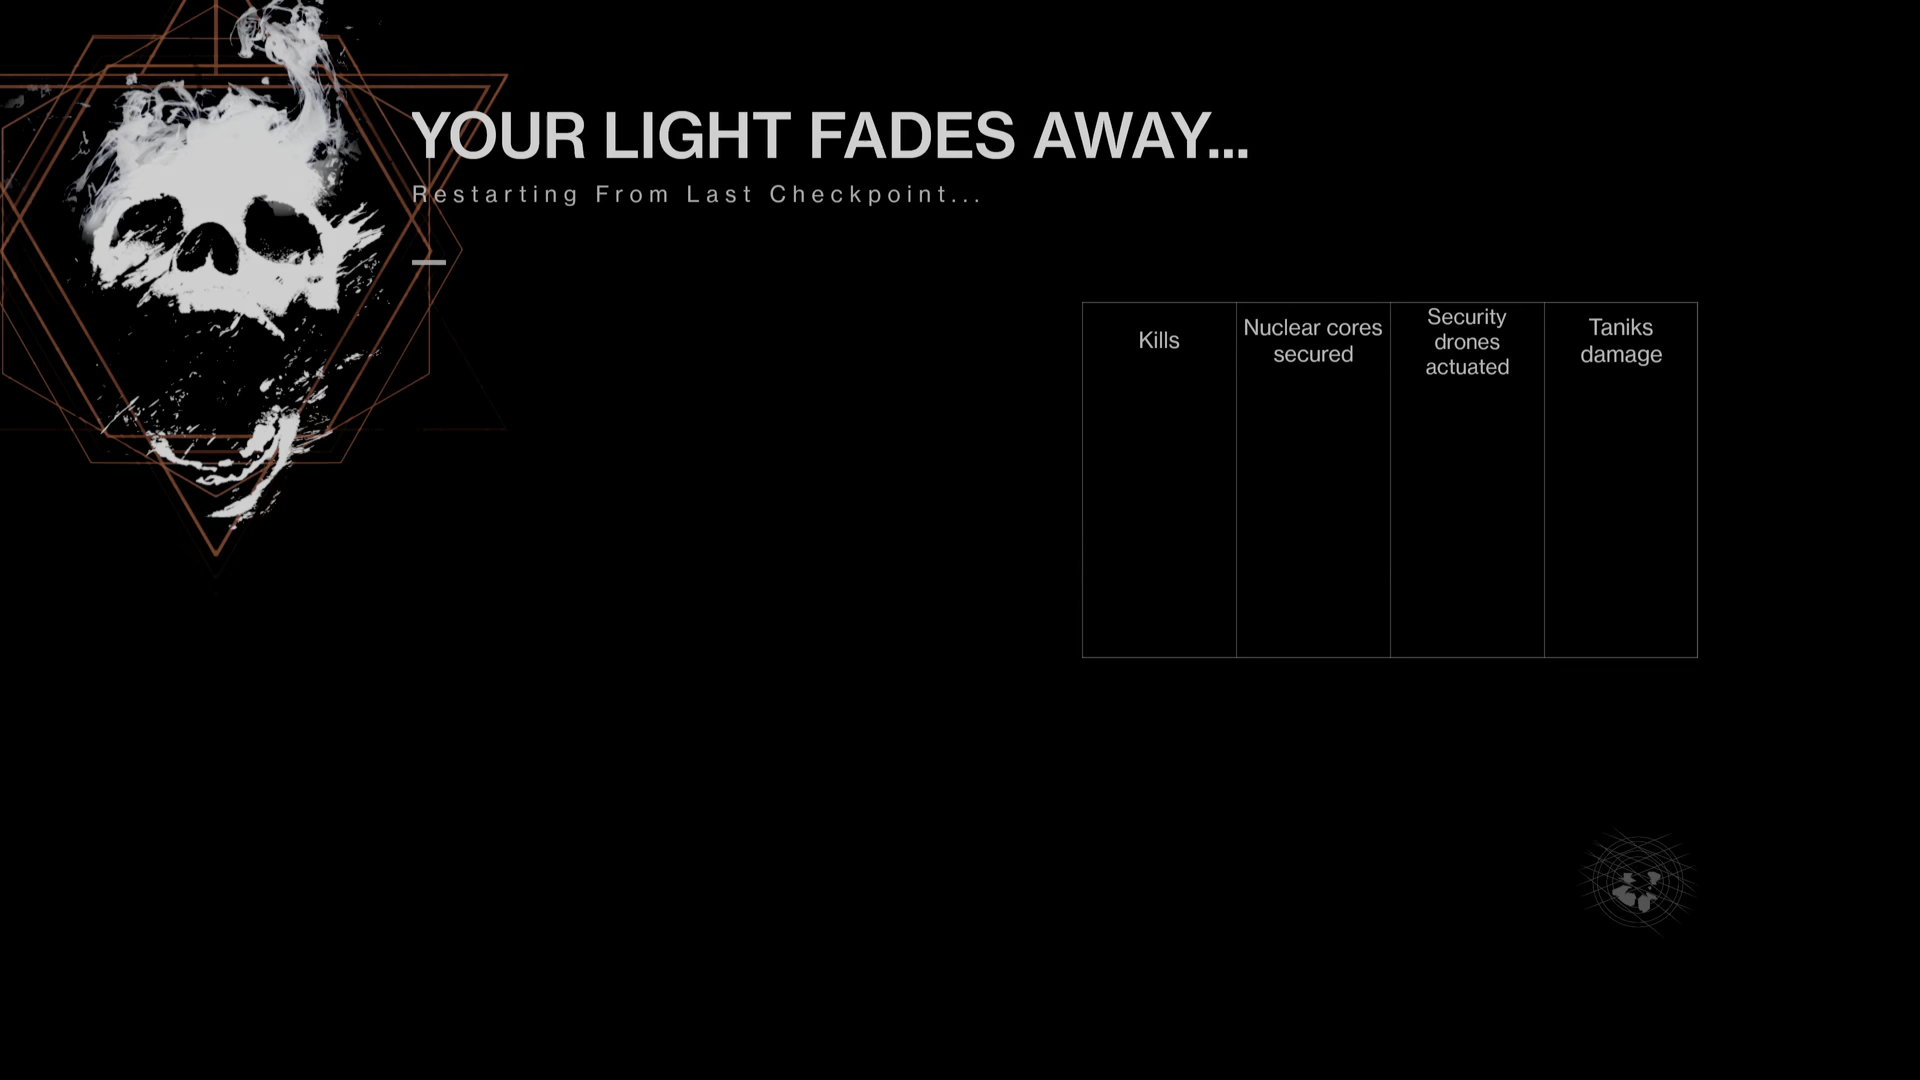 YOUR LIGHT FADES AWAY...
Restarting From Last Checkpoint...
Kills
Nuclear cores
secured
Security
drones
actuated
Taniks
damage